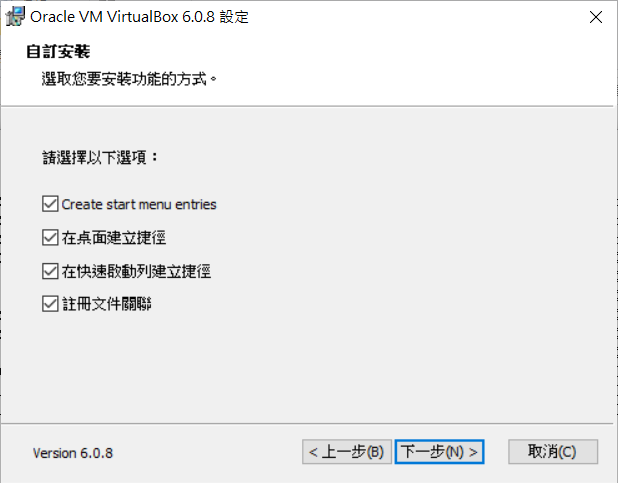 Oracle VM VirtualBox 6.0.8 設定
自訂安裝
選取您要安裝功能的方式。
請選擇以下選項：
Create start menu entries
在桌面建立捷徑
在快速啟動列建立捷徑
註冊文件關聯
Version 6.0.8
< 上一步(B)
下一步(N) >
取消(C)